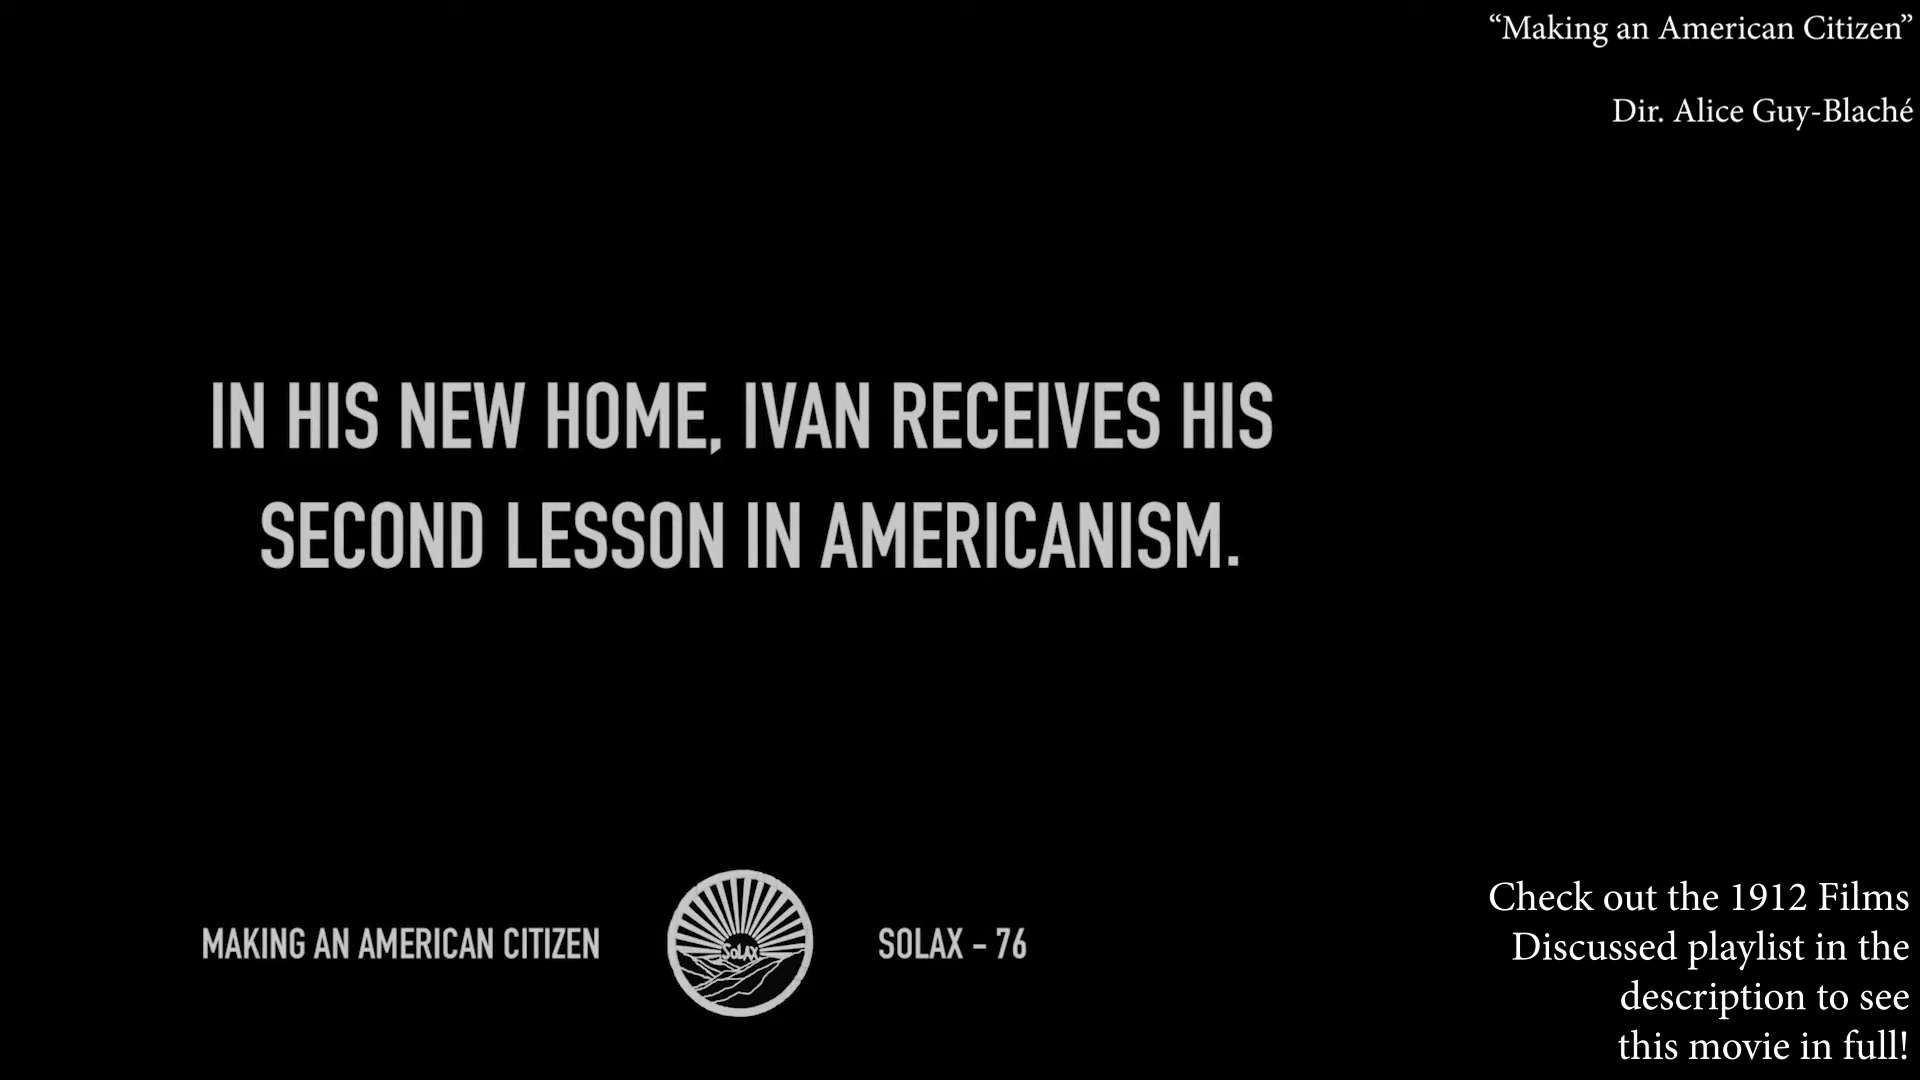 “Making an American Citizen”
Dir. Alice Guy-Blaché
IN HIS NEW HOME, IVAN RECEIVES HIS
SECOND LESSON IN AMERICANISM.
MAKING AN AMERICAN CITIZEN
SOLAX
SOLAX - 76
Check out the 1912 Films
Discussed playlist in the
description to see
this movie in full!